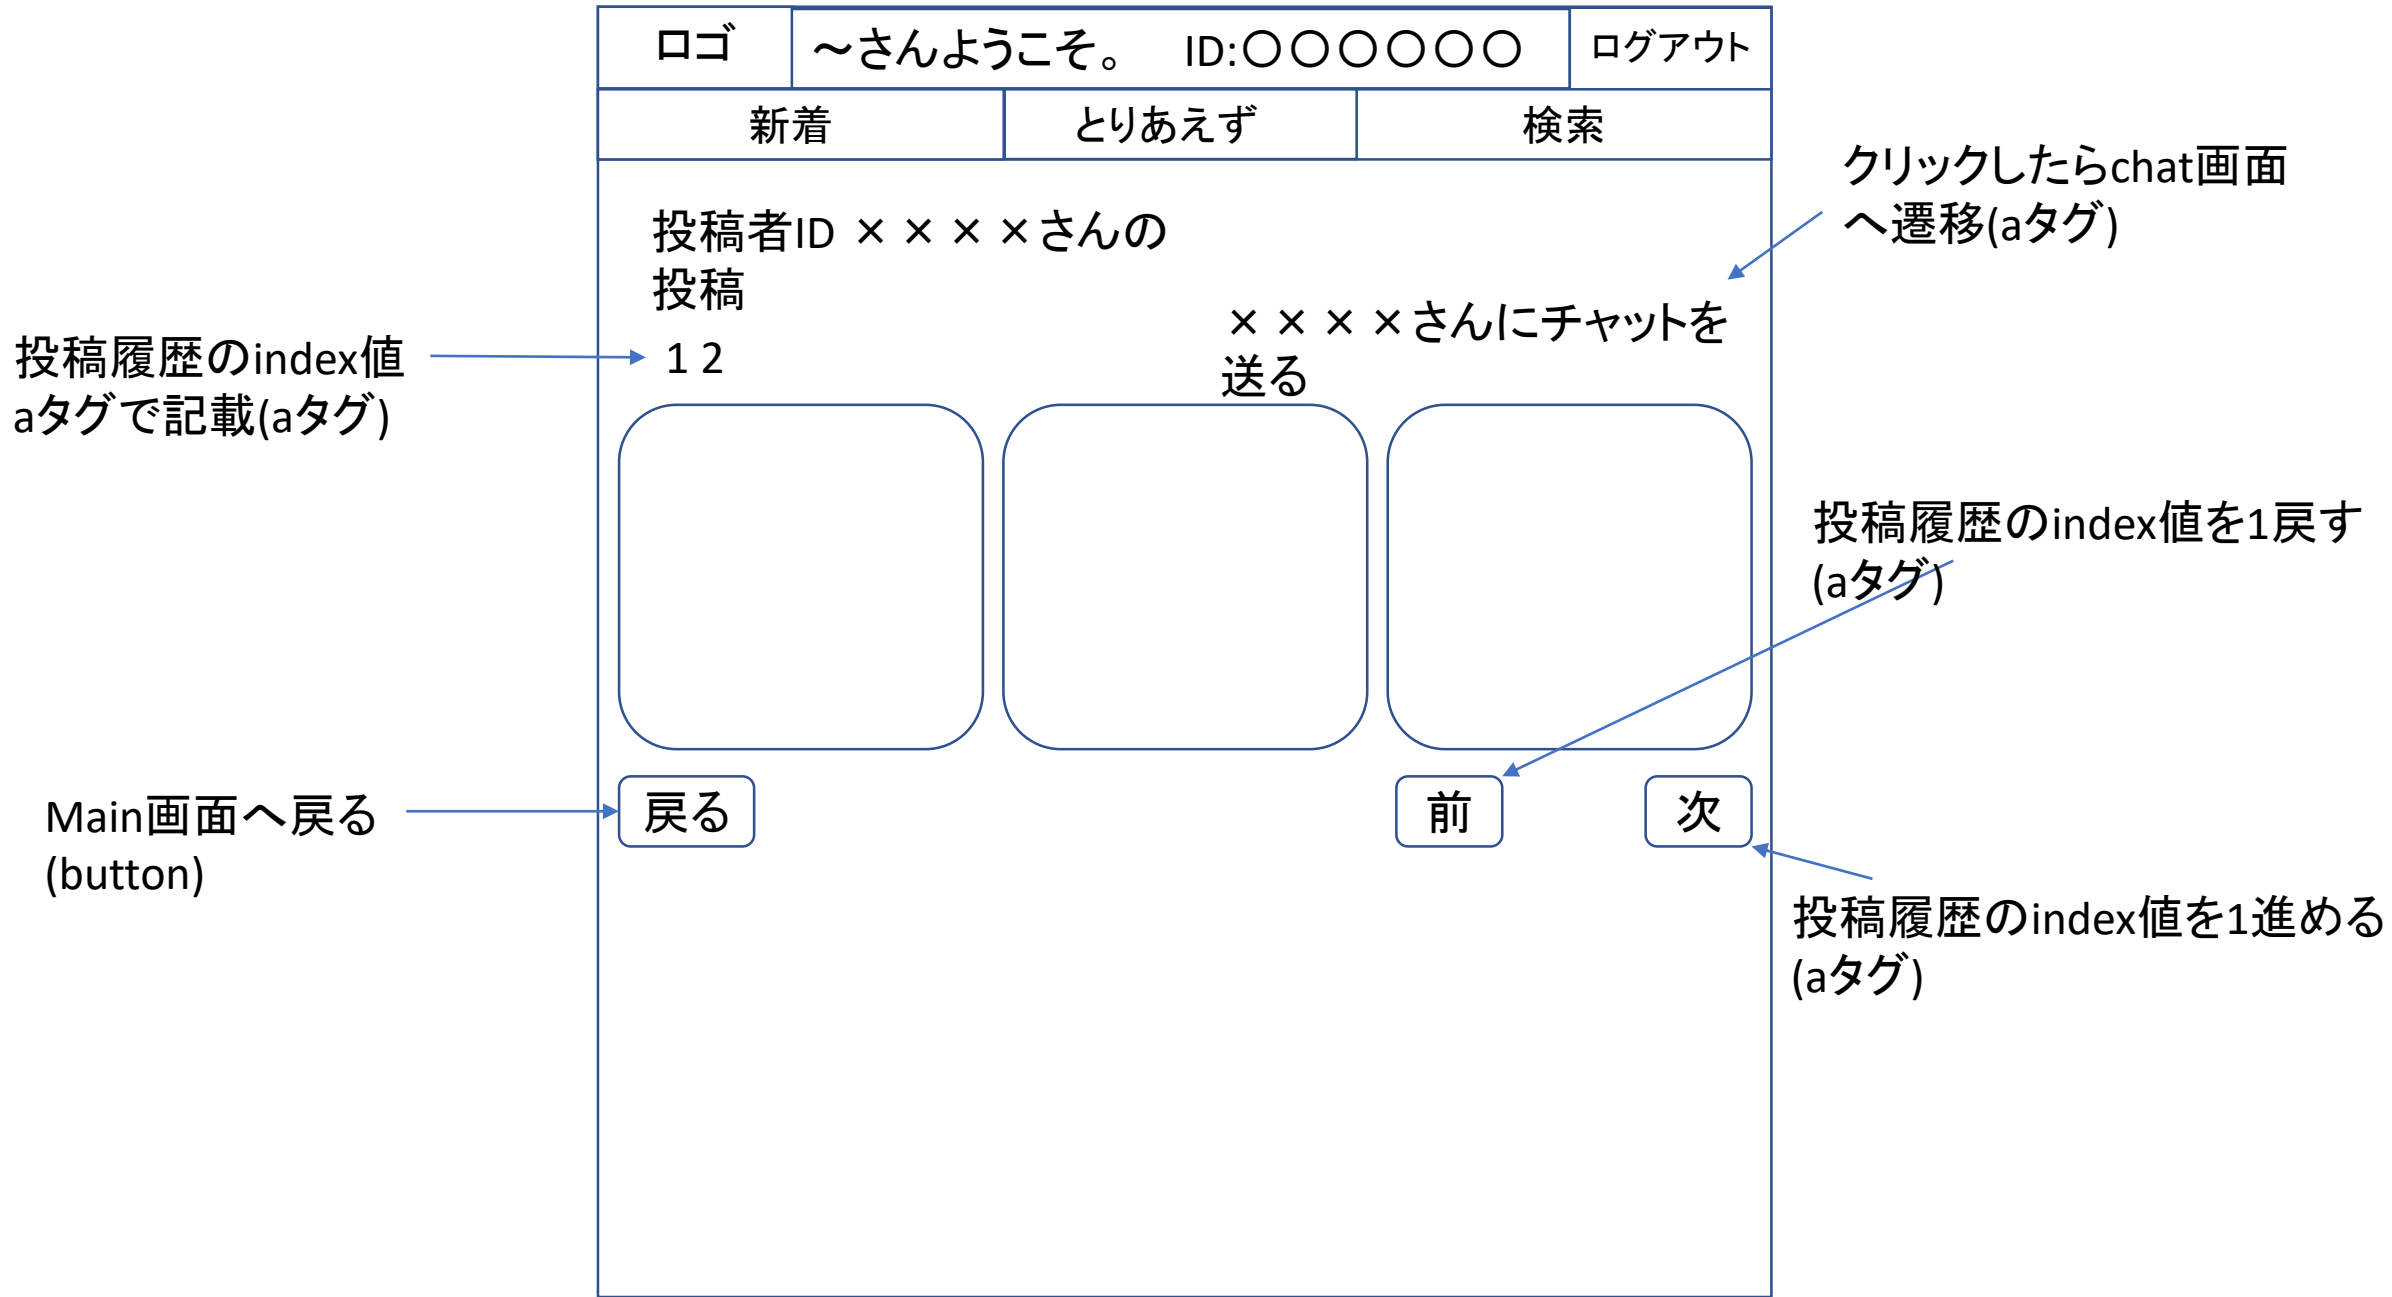 ロゴ
～さんようこそ。　ID:〇〇〇〇〇〇
ログアウト
新着
とりあえず
検索
クリックしたらchat画面
へ遷移(aタグ)
投稿者ID ××××さんの
投稿
××××さんにチャットを
送る
投稿履歴のindex値
aタグで記載(aタグ)
1 2
投稿履歴のindex値を1戻す
(aタグ)
Main画面へ戻る
(button)
戻る
前
次
投稿履歴のindex値を1進める
(aタグ)